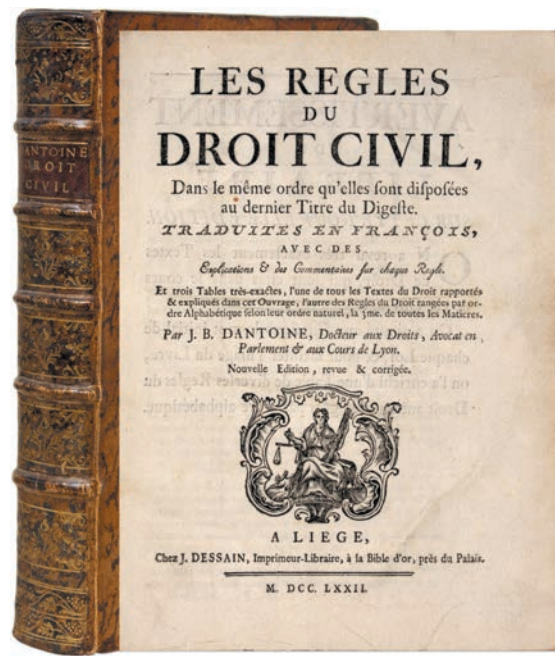 ANTOINE
DROIT
CIVIL
LES REGLES
DU
DROIT CIVIL,
Dans le même ordre qu'elles sont disposées
au dernier Titre du Digeste.
TRADUITES EN FRANÇOIS,
AVEC DES
Explications & des Commentaires sur chaque Regle.
Et trois Tables très-exactes, l'une de tous les Textes du Droit rapportés
& expliqués dans cet Ouvrage, l'autre des Regles du Droit rangées par or-
dre Alphabétique selon leur ordre naturel, la 3me. de toutes les Matieres.
Par J. B. DANTOINE, Docteur aux Droits, Avocat en
Parlement & aux Cours de Lyon.
Nouvelle Edition, revue & corrigée.
A LIEGE,
Chez J. DESSAIN, Imprimeur-Libraire, à la Bible d'or, près du Palais.
M. DCC. LXXII.